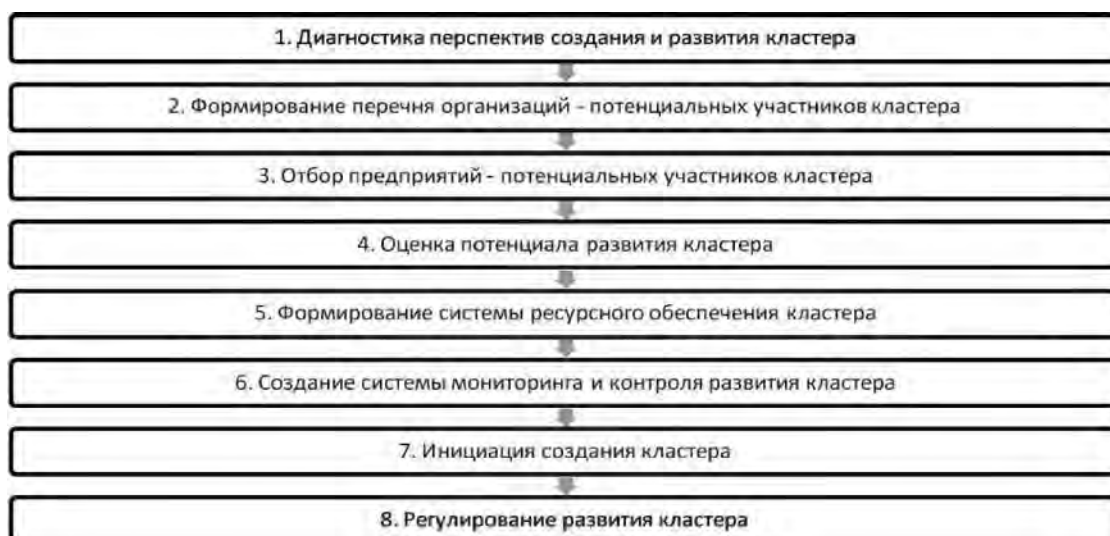 1. Диагностика перспектив создания и развития кластера
2. Формирование перечня организаций - потенциальных участников кластера
3. Отбор предприятий - потенциальных участников кластера
4. Оценка потенциала развития кластера
5. Формирование системы ресурсного обеспечения кластера
6. Создание системы мониторинга и контроля развития кластера
7. Инициация создания кластера
8. Регулирование развития кластера